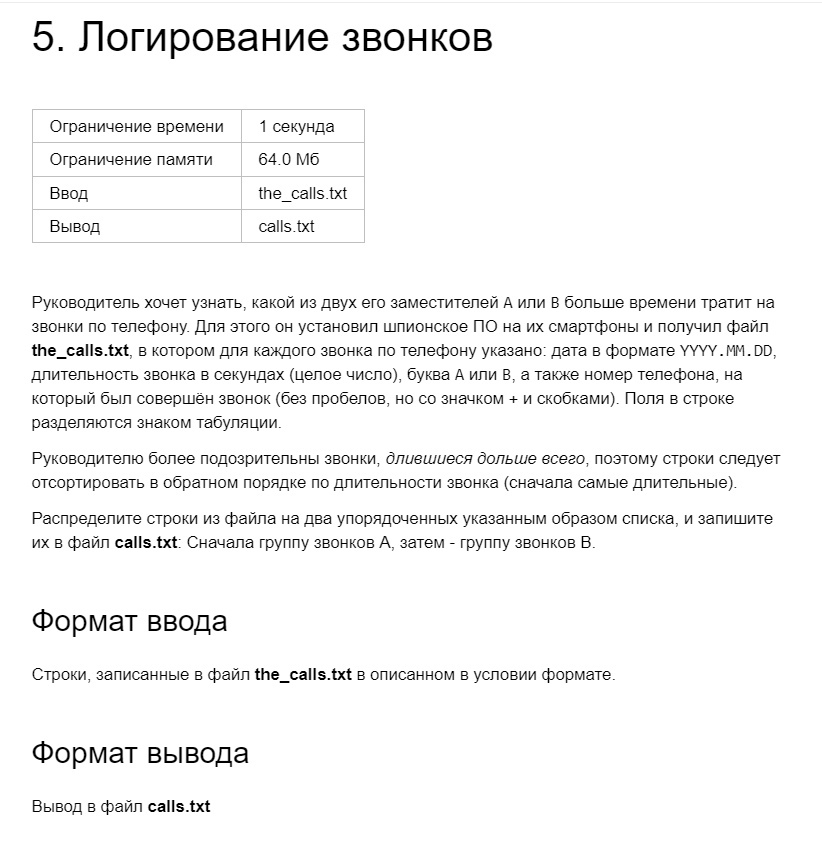 5. Логирование звонков
Ограничение времени 1 секунда
Ограничение памяти 64.0 Мб
Ввод the_calls.txt
Вывод calls.txt
Руководитель хочет узнать, какой из двух его заместителей A или B больше времени тратит на
звонки по телефону. Для этого он установил шпионское ПО на их смартфоны и получил файл
the_calls.txt, в котором для каждого звонка по телефону указано: дата в формате YYYY.MM.DD,
длительность звонка в секундах (целое число), буква A или B, а также номер телефона, на
который был совершён звонок (без пробелов, но со значком + и скобками). Поля в строке
разделяются знаком табуляции.
Руководителю более подозрительны звонки, длившиеся дольше всего, поэтому строки следует
отсортировать в обратном порядке по длительности звонка (сначала самые длительные).
Распределите строки из файла на два упорядоченных указанным образом списка, и запишите
их в файл calls.txt: Сначала группу звонков А, затем - группу звонков В.
Формат ввода
Строки, записанные в файл the_calls.txt в описанном в условии формате.
Формат вывода
Вывод в файл calls.txt